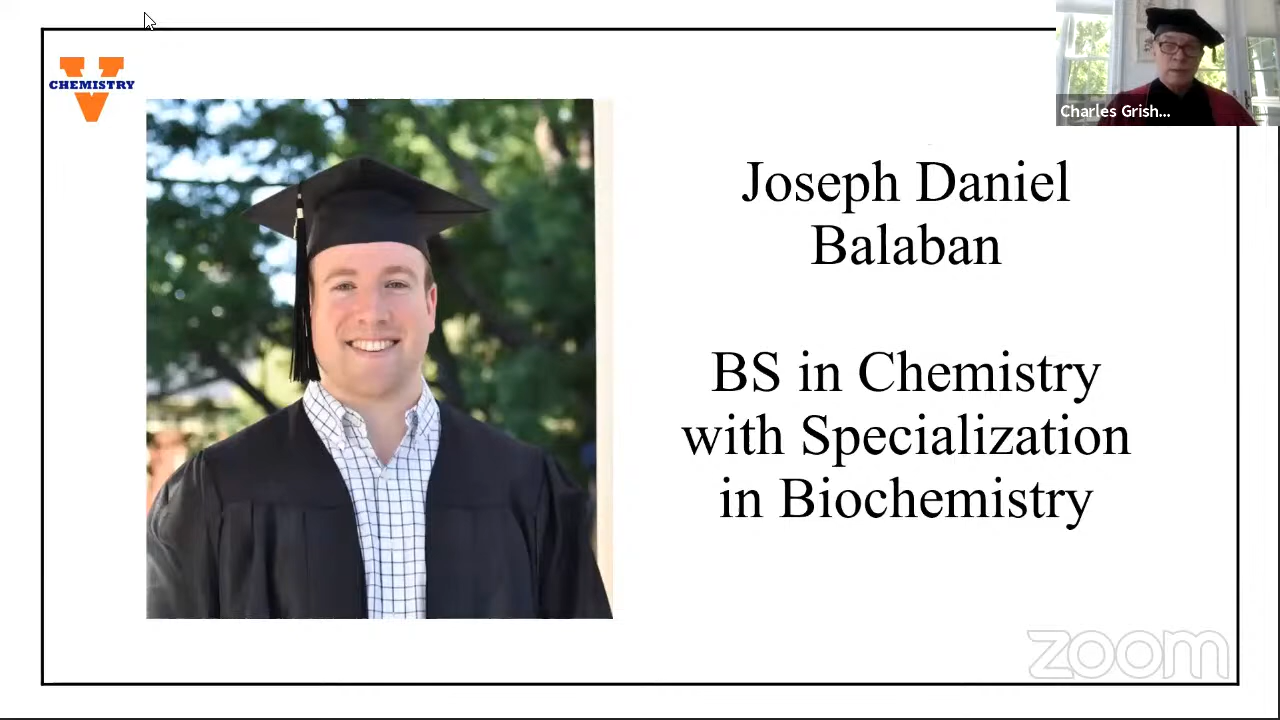 V
CHEMISTRY
Charles Grish...
Joseph Daniel
Balaban
BS in Chemistry
with Specialization
in Biochemistry
zoom